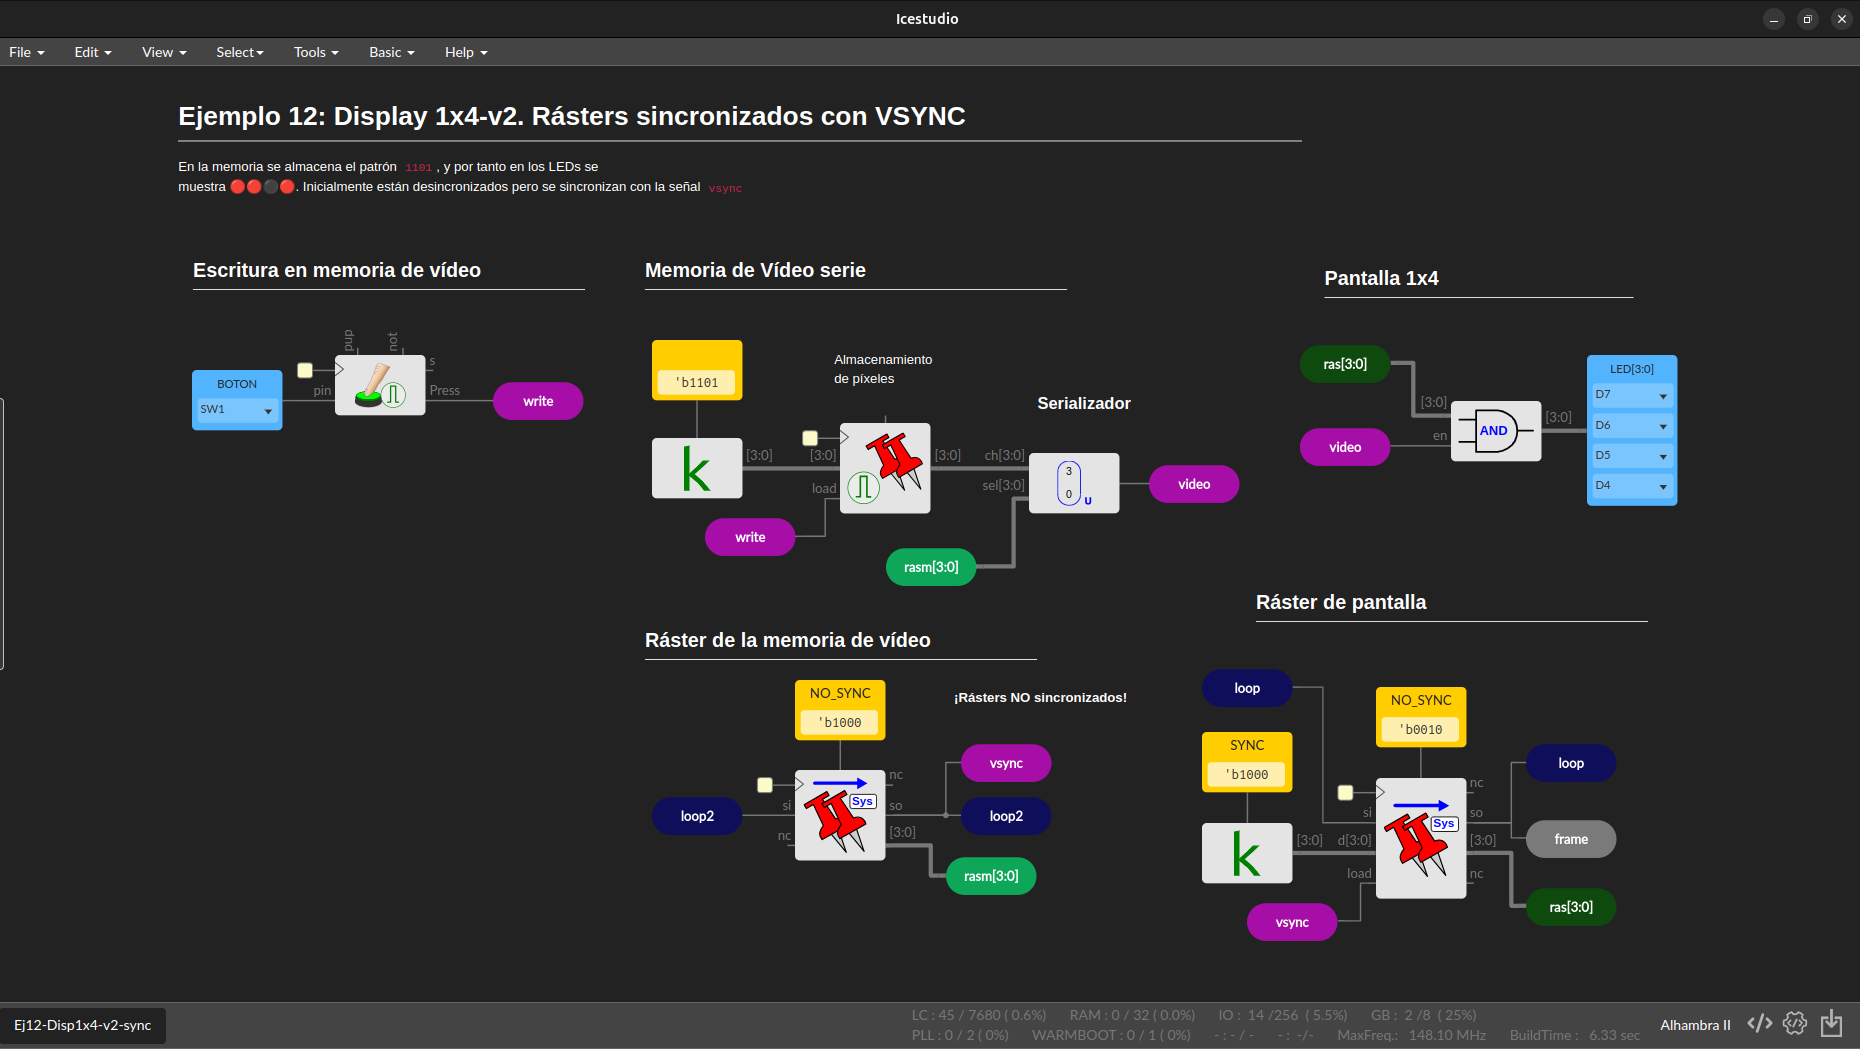 Icestudio
File
Edit
View
Select
Tools
Basic
Help
Ejemplo 12: Display 1x4-v2. Rásters sincronizados con VSYNC
En la memoria se almacena el patrón 1101 , y por tanto en los LEDs se
muestra 🔴🔴⚫🔴. Inicialmente están desincronizados pero se sincronizan con la señal vsync
Escritura en memoria de vídeo
pup
not
s
BOTON
SW1
pin
Press
write
Memoria de Vídeo serie
'b1101
k
[3:0]
Almacenamiento
de píxeles
[3:0]
load
[3:0]
write
Serializador
ch[3:0]
sel[3:0]
3
0
U
video
rasm[3:0]
Pantalla 1x4
ras[3:0]
video
[3:0]
en
AND
[3:0]
LED[3:0]
D7
D6
D5
D4
Ráster de la memoria de vídeo
¡Rásters NO sincronizados!
NO_SYNC
'b1000
loop2
si
nc
Sys
nc
so
[3:0]
vsync
loop2
rasm[3:0]
Ráster de pantalla
loop
SYNC
'b1000
k
[3:0]
NO_SYNC
'b0010
si
d[3:0]
load
Sys
nc
so
[3:0]
nc
vsync
loop
frame
ras[3:0]
Ej12-Disp1x4-v2-sync
LC : 45 / 7680 ( 0.6%) RAM : 0 / 32 ( 0.0%) IO : 14 /256 ( 5.5%) GB : 2 /8 ( 25%)
PLL : 0 / 2 ( 0%) WARMBOOT : 0 / 1 ( 0%) - : - / - - : -/- MaxFreq.: 148.10 MHz BuildTime : 6.33 sec
Alhambra II